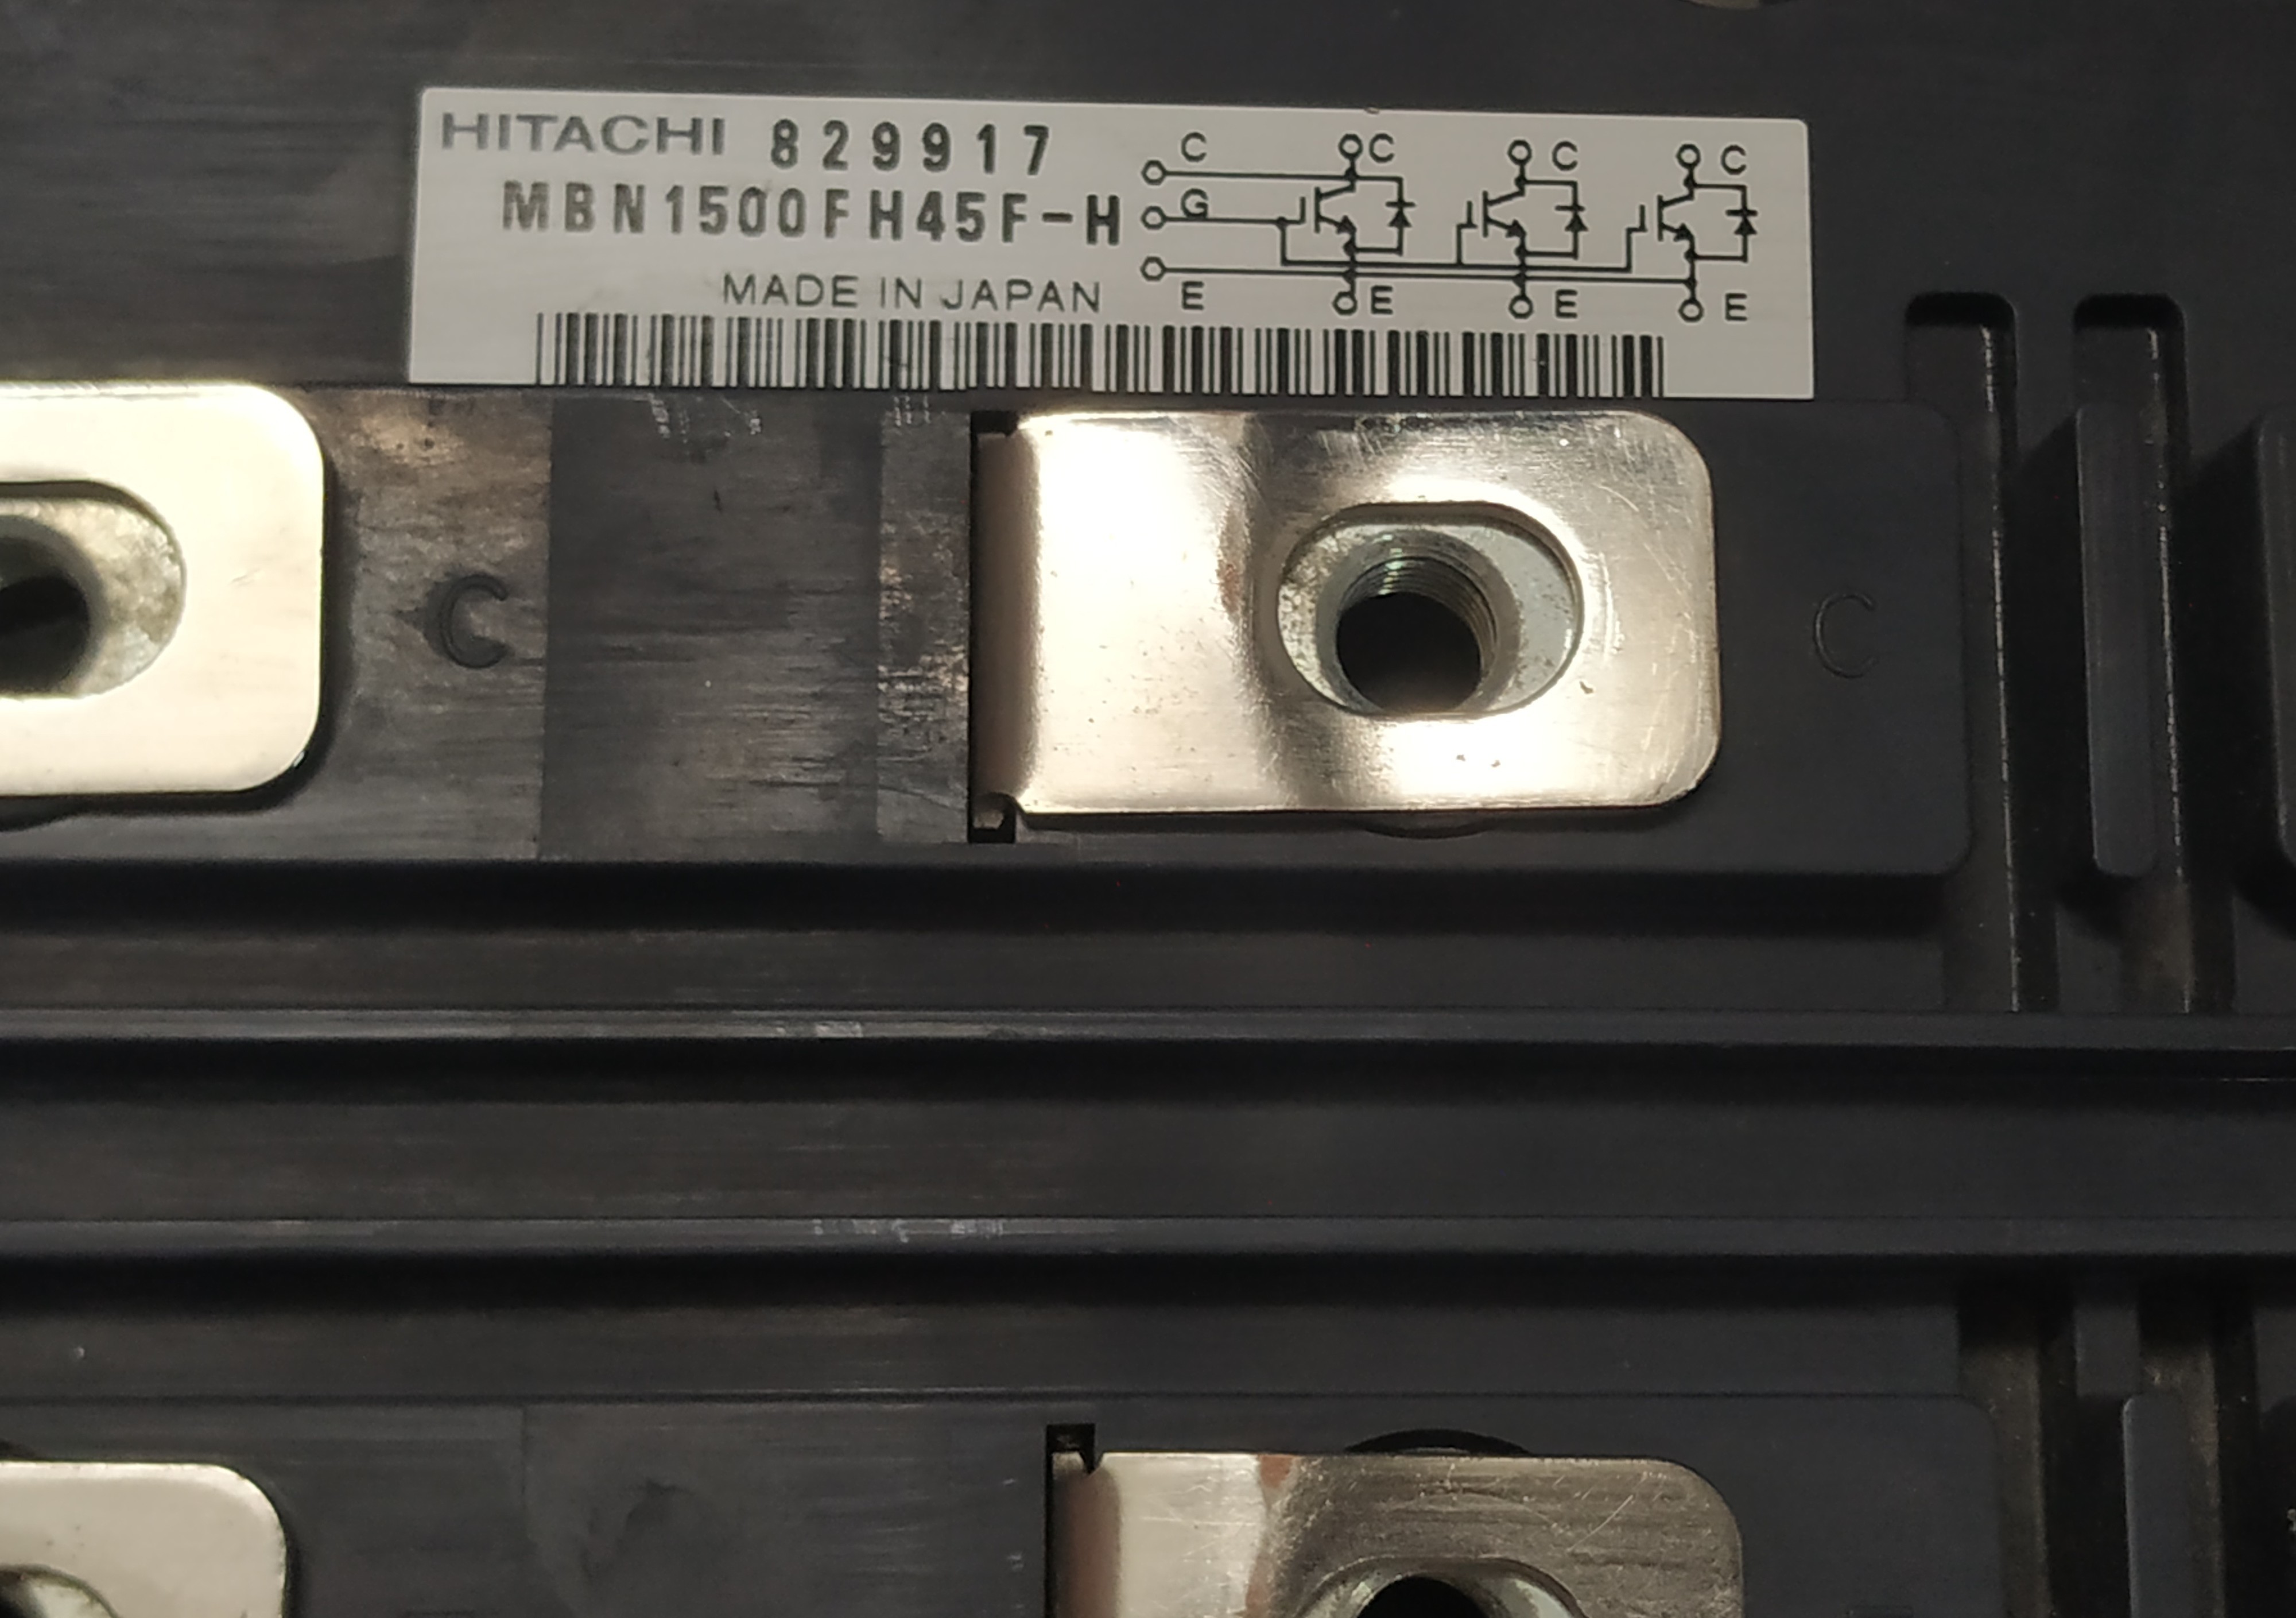 HITACHI 829917
MBN1500FH45F-H
MADE IN JAPAN
C
G
E
C C C
E E E
C C